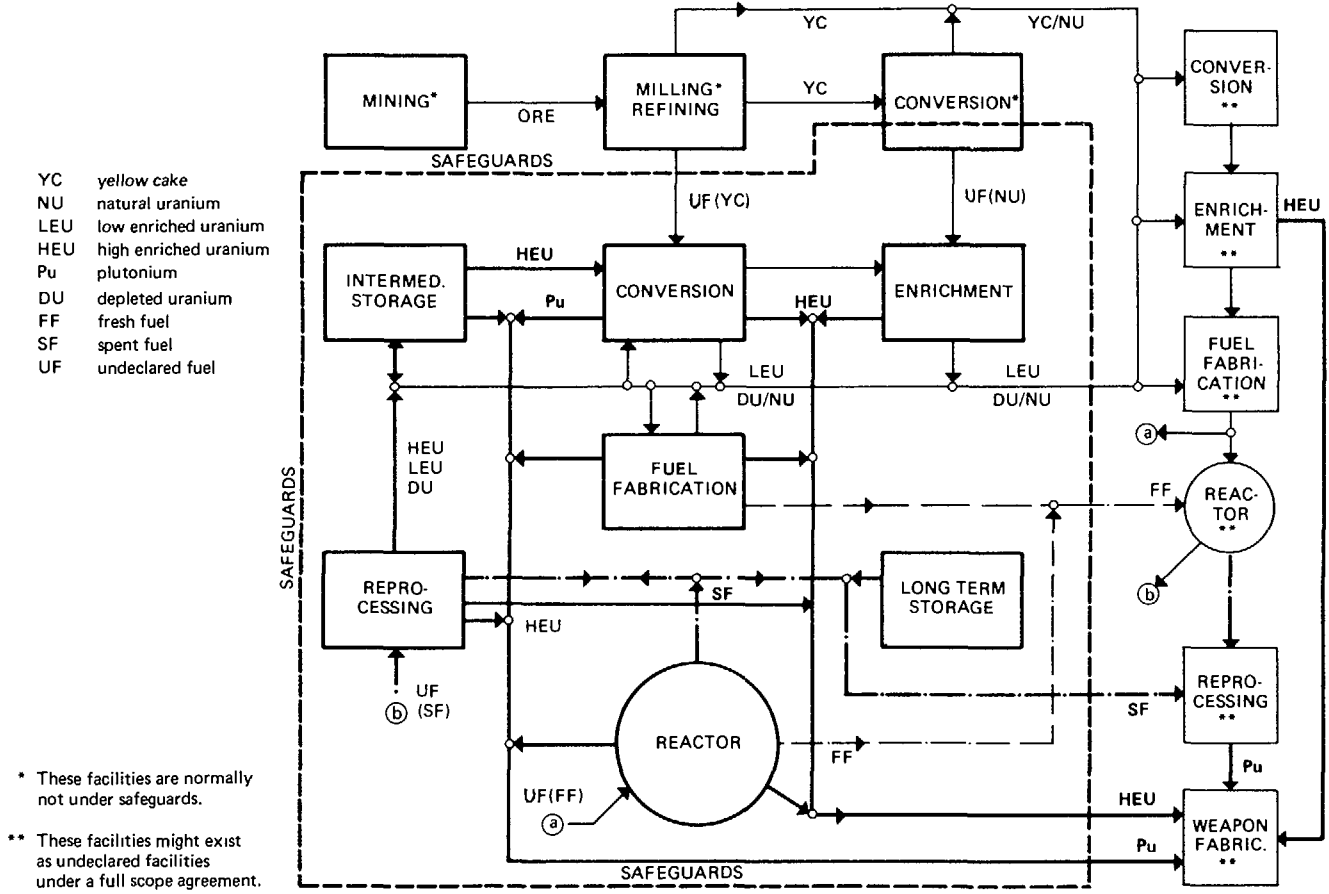 YC
YC/NU
MINING*
ORE
MILLING*
REFINING
YC
CONVERSION*
CONVER-
SION
**
SAFEGUARDS
YC yellow cake
NU natural uranium
LEU low enriched uranium
HEU high enriched uranium
Pu plutonium
DU depleted uranium
FF fresh fuel
SF spent fuel
UF undeclared fuel
UF(YC)
UF(NU)
ENRICH-
MENT
**
HEU
INTERMED.
STORAGE
HEU
Pu
CONVERSION
HEU
ENRICHMENT
FUEL
FABRI-
CATION
**
LEU
DU/NU
LEU
DU/NU
a
HEU
LEU
DU
FUEL
FABRICATION
FF
REAC-
TOR
**
b
SAFEGUARDS
REPRO-
CESSING
SF
HEU
LONG TERM
STORAGE
b
UF
(SF)
REACTOR
FF
SF
REPRO-
CESSING
**
Pu
UF(FF)
a
HEU
Pu
WEAPON
FABRIC.
**
SAFEGUARDS
* These facilities are normally
not under safeguards.
** These facilities might exist
as undeclared facilities
under a full scope agreement.